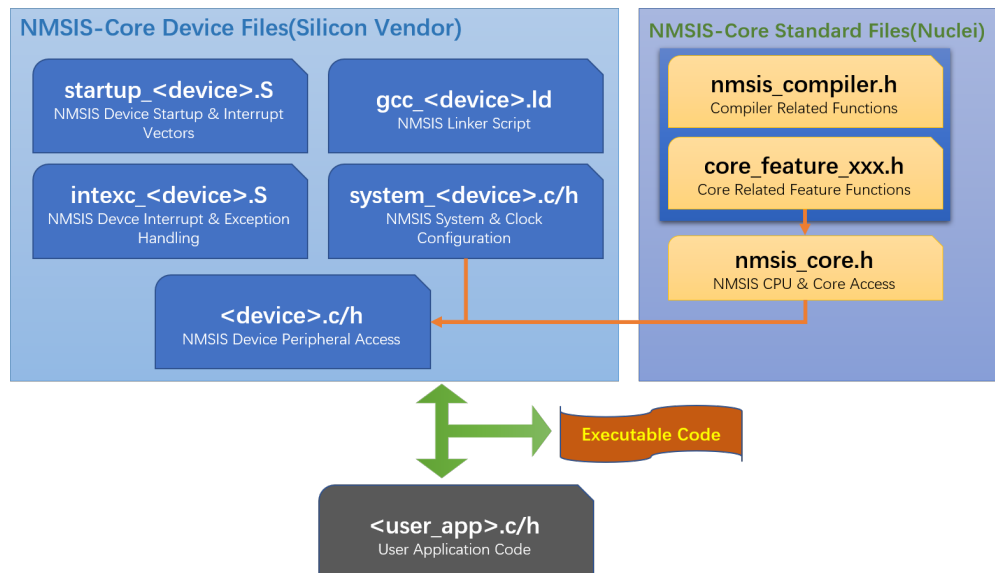 NMSIS-Core Device Files(Silicon Vendor)
startup_<device>.S
NMSIS Device Startup & Interrupt
Vectors
gcc_<device>.ld
NMSIS Linker Script
intexc_<device>.S
NMSIS Devce Interrupt & Exception
Handling
system_<device>.c/h
NMSIS System & Clock
Configuration
<device>.c/h
NMSIS Device Peripheral Access
NMSIS-Core Standard Files(Nuclei)
nmsis_compiler.h
Compiler Related Functions
core_feature_xxx.h
Core Related Feature Functions
nmsis_core.h
NMSIS CPU & Core Access
Executable Code
<user_app>.c/h
User Application Code